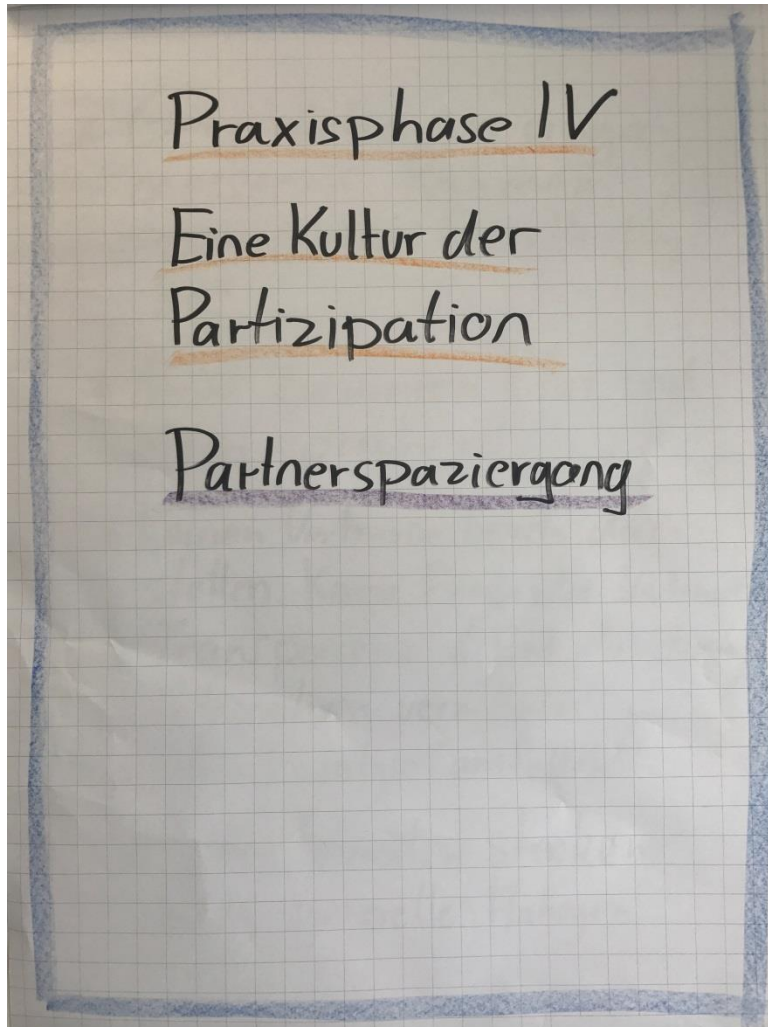 Praxisphase IV
Eine Kultur der
Partizipation
Partnerspaziergang